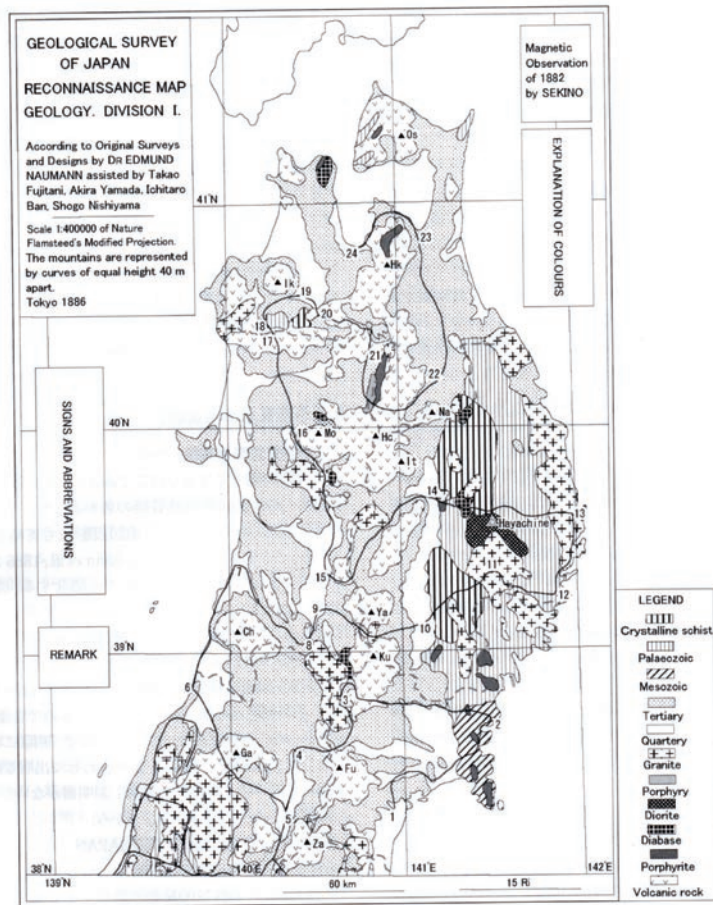 GEOLOGICAL SURVEY
OF JAPAN
RECONNAISSANCE MAP
GEOLOGY. DIVISION I.
According to Original Surveys
and Designs by DR EDMUND
NAUMANN assisted by Takao
Fujitani, Akira Yamada, Ichitaro
Ban, Shogo Nishiyama
Scale 1:400000 of Nature
Flamsteed's Modified Projection.
The mountains are represented
by curves of equal height 40 m
apart.
Tokyo 1886
Magnetic
Observation
of 1882
by SEKINO
EXPLANATION OF COLOURS
SIGNS AND ABBREVIATIONS
REMARK
Os
41°N
24
23
Hk
Ik
19
20
18
17
21
22
40°N
Na
16
Mo
Hc
It
14
13
Hayachine
11
15
12
9
Ya
10
Ch
8
39°N
Ku
6
3
2
Ga
4
Fu
1
5
Za
38°N
139°N
140°N
141°N
142°N
60 km
15 Ri
LEGEND
Crystalline schist
Palaeozoic
Mesozoic
Tertiary
Quartery
Granite
Porphyry
Diorite
Diabase
Porphyrite
Volcanic rock